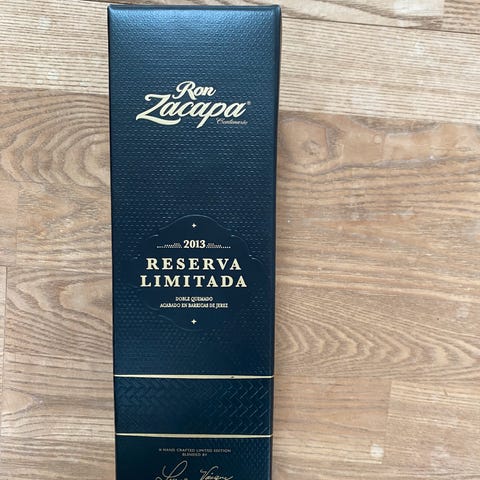 Ron
Zacapa®
Centenario
2013
RESERVA
LIMITADA
DOBLE QUEMADO
ACABADO EN BARRICAS DE JEREZ
A HAND CRAFTED LIMITED EDITION
BLENDED BY